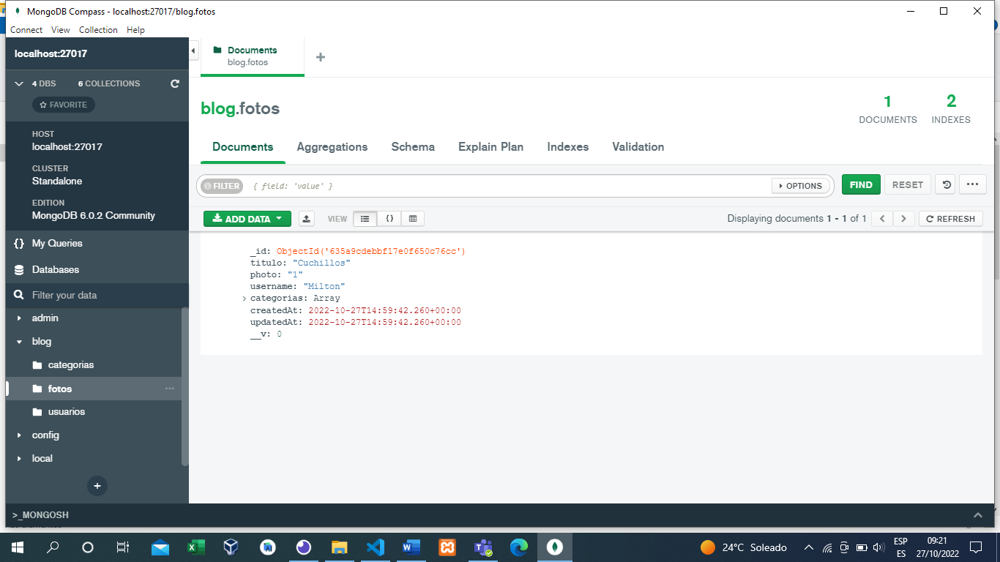 MongoDB Compass - localhost:27017/blog.fotos
Connect View Collection Help
localhost:27017
4 DBS 6 COLLECTIONS
FAVORITE
HOST
localhost:27017
CLUSTER
Standalone
EDITION
MongoDB 6.0.2 Community
{} My Queries
Databases
Filter your data
admin
blog
categorias
fotos
usuarios
config
local
+
>_MONGOSH
Documents
blog.fotos
+
blog.fotos
1
DOCUMENTS
2
INDEXES
Documents Aggregations Schema Explain Plan Indexes Validation
FILTER { field: 'value' } OPTIONS FIND RESET ...
ADD DATA VIEW {} Displaying documents 1 - 1 of 1 < > REFRESH
_id: ObjectId('635a9cdebbf17e0f650c76cc')
titulo: "Cuchillos"
photo: "1"
username: "Milton"
categorias: Array
createdAt: 2022-10-27T14:59:42.260+00:00
updatedAt: 2022-10-27T14:59:42.260+00:00
__v: 0
24°C Soleado
ESP
ES
09:21
27/10/2022